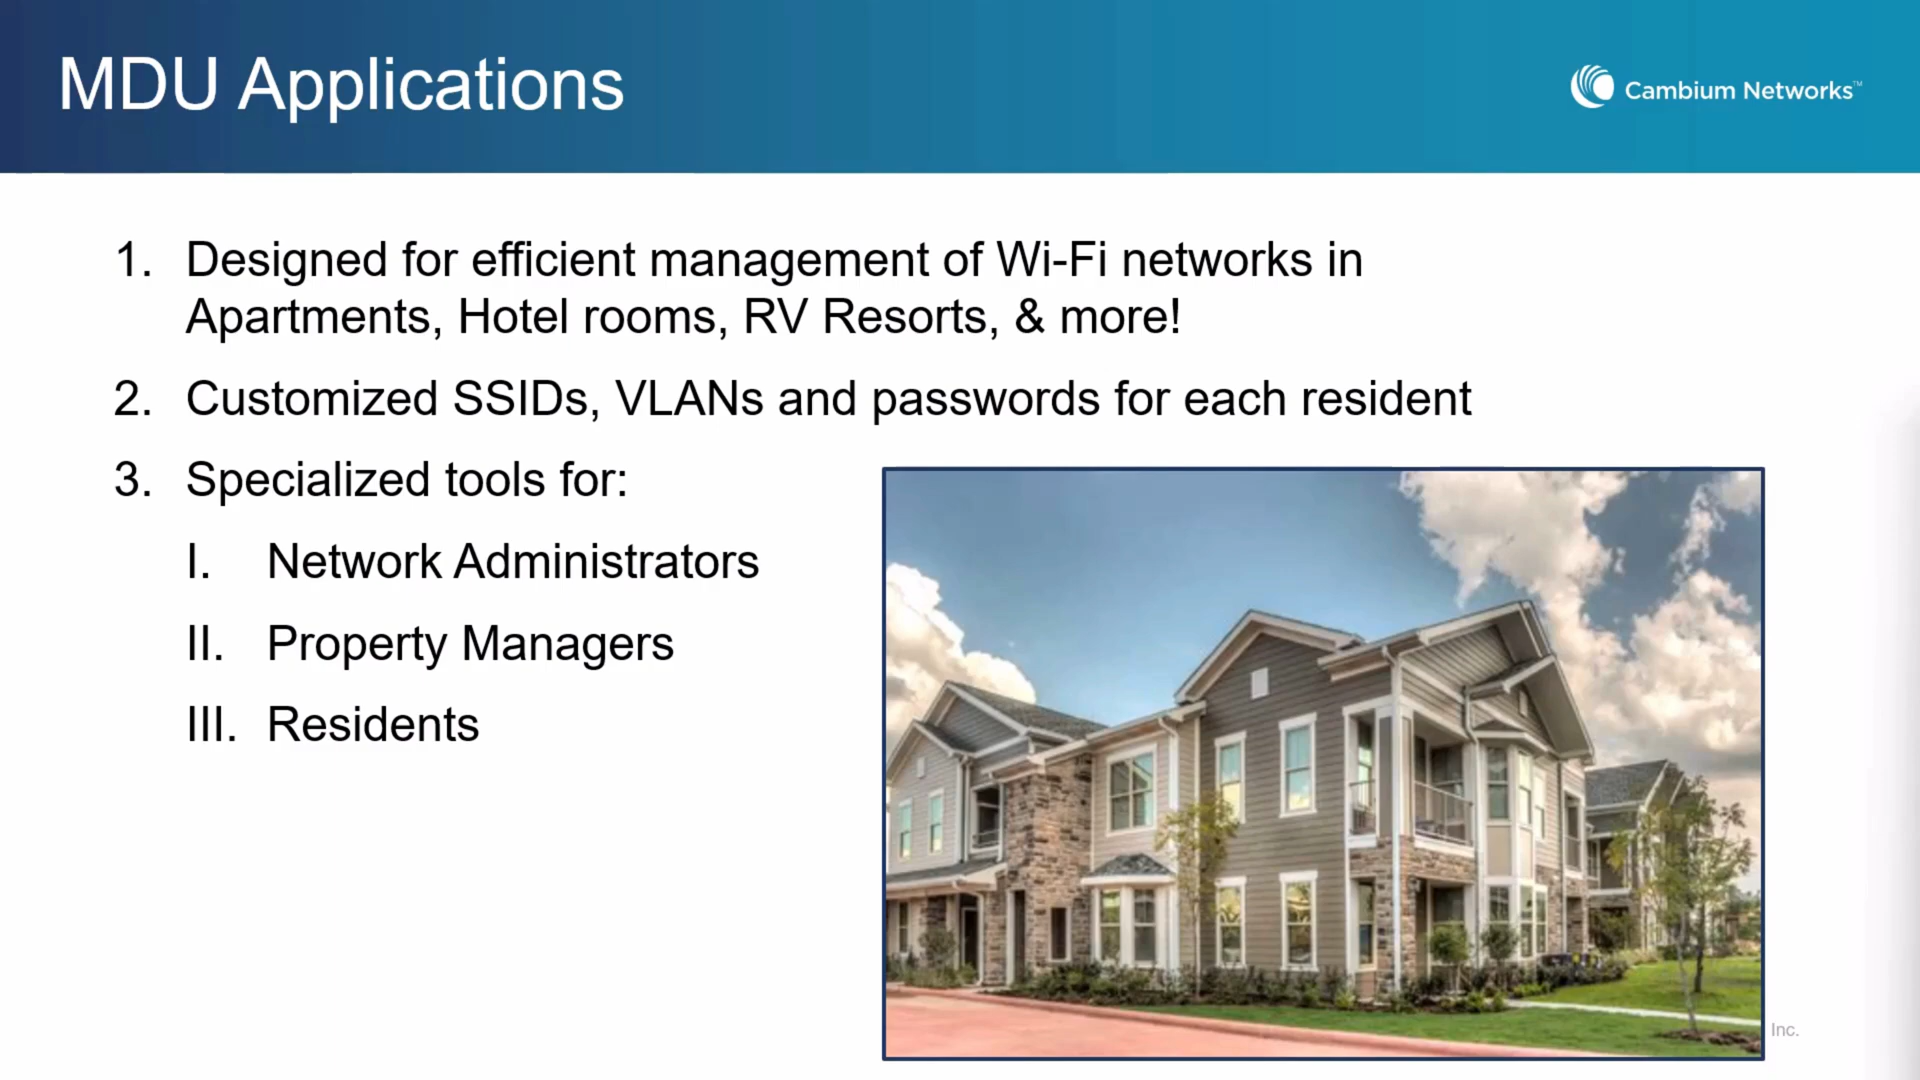 MDU Applications
Cambium Networks™
1. Designed for efficient management of Wi-Fi networks in
Apartments, Hotel rooms, RV Resorts, & more!
2. Customized SSIDs, VLANs and passwords for each resident
3. Specialized tools for:
I. Network Administrators
II. Property Managers
III. Residents
Inc.